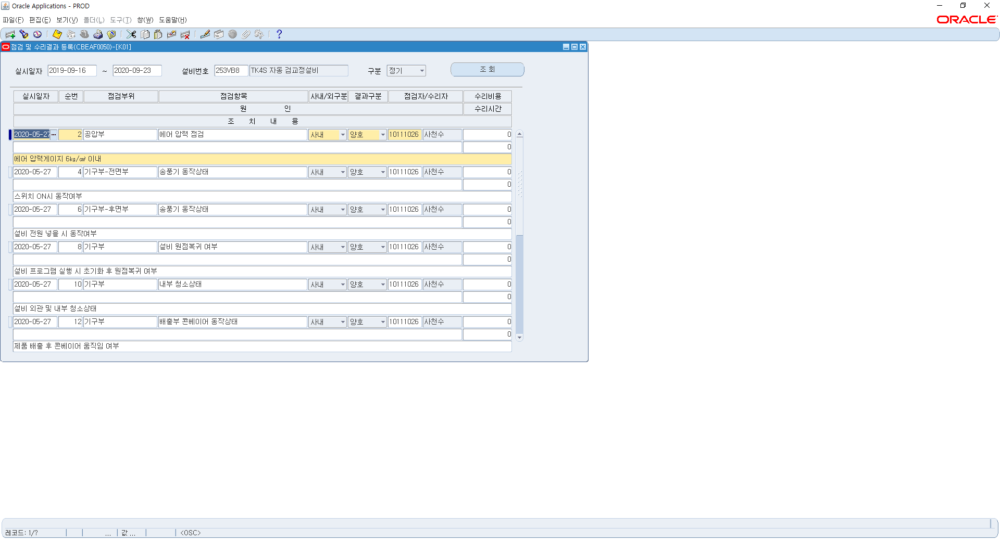 Oracle Applications - PROD
파일(F) 편집(E) 보기(V) 폴더(L) 도구(T) 창(W) 도움말(H)
ORACLE
점검 및 수리결과 등록(CBEAF0050)-[K01]
실시일자 2019-09-16 ~ 2020-09-23 설비번호 253VB8 TK4S 자동 검교정설비 구분 정기 조 회
실시일자 순번 점검부위 점검항목 사내/외구분 결과구분 점검자/수리자 수리비용
원 인 수리시간
조 치 내 용
2020-05-27 ... 2 공압부 에어 압력 점검 사내 양호 10111026 사천수 0
0
에어 압력게이지 6㎏/㎠ 이내
2020-05-27 4 기구부-전면부 송풍기 동작상태 사내 양호 10111026 사천수 0
0
스위치 ON시 동작여부
2020-05-27 6 기구부-후면부 송풍기 동작상태 사내 양호 10111026 사천수 0
0
설비 전원 넣을 시 동작여부
2020-05-27 8 기구부 설비 원점복귀 여부 사내 양호 10111026 사천수 0
0
설비 프로그램 실행 시 초기화 후 원점복귀 여부
2020-05-27 10 기구부 내부 청소상태 사내 양호 10111026 사천수 0
0
설비 외관 및 내부 청소상태
2020-05-27 12 기구부 배출부 콘베이어 동작상태 사내 양호 10111026 사천수 0
0
제품 배출 후 콘베이어 움직임 여부
레코드: 1/? ... 값 ... <OSC>